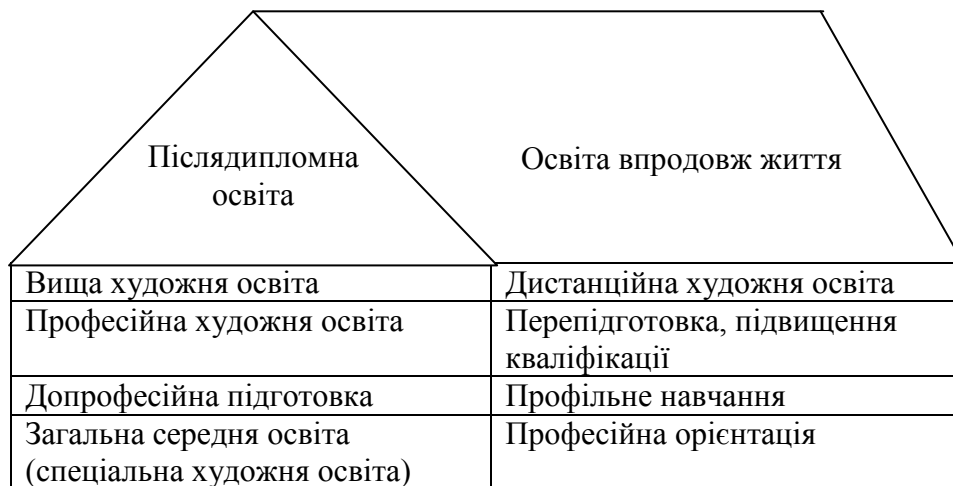 Післядипломна
освіта
Освіта впродовж життя
Вища художня освіта
Дистанційна художня освіта
Професійна художня освіта
Перепідготовка, підвищення
кваліфікації
Допрофесійна підготовка
Профільне навчання
Загальна середня освіта
(спеціальна художня освіта)
Професійна орієнтація